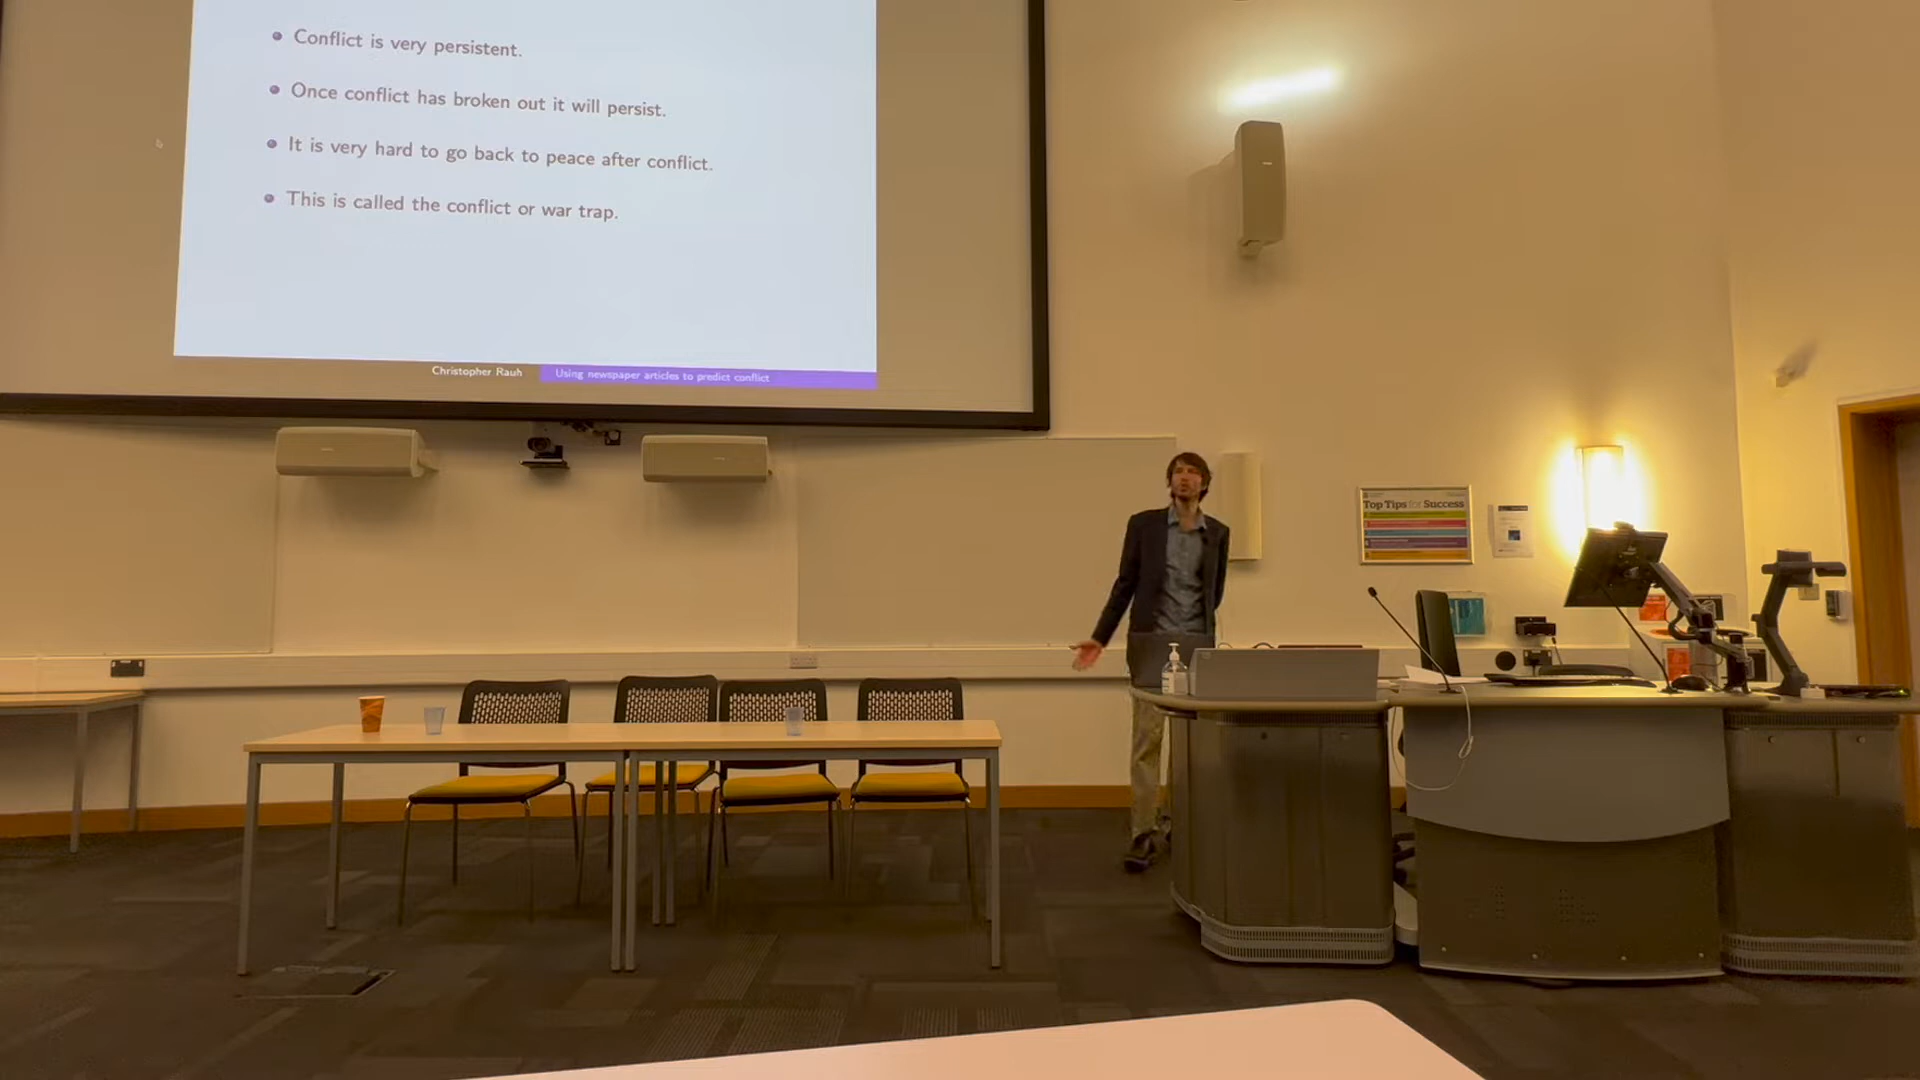 Conflict is very persistent.
Once conflict has broken out it will persist.
It is very hard to go back to peace after conflict.
This is called the conflict or war trap.
Christopher Rauh
Using newspaper articles to predict conflict
Top Tips for Success